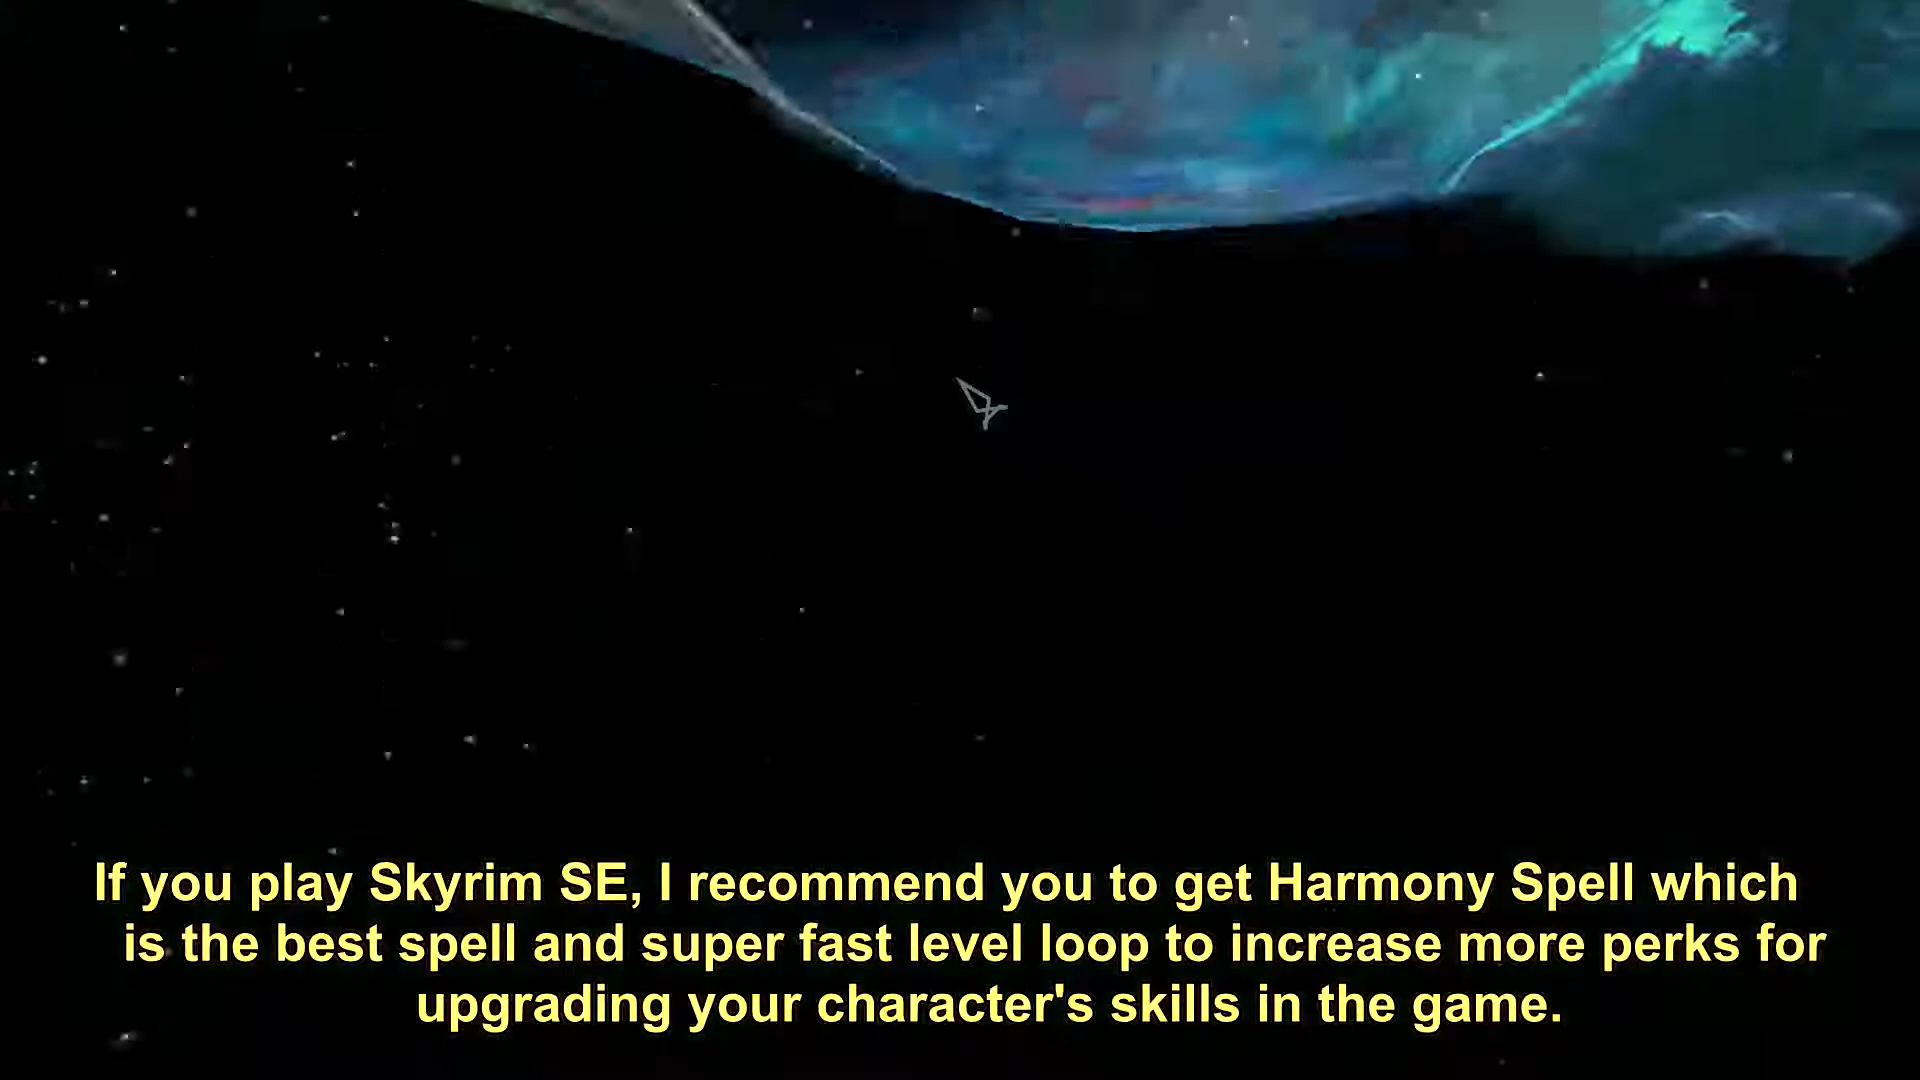 If you play Skyrim SE, I recommend you to get Harmony Spell which
is the best spell and super fast level loop to increase more perks for
upgrading your character's skills in the game.